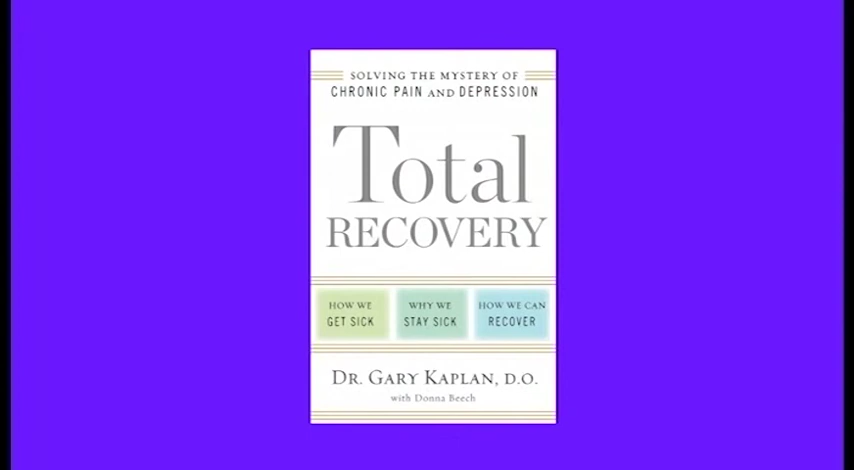 SOLVING THE MYSTERY OF
CHRONIC PAIN AND DEPRESSION
Total
RECOVERY
HOW WE
GET SICK
WHY WE
STAY SICK
HOW WE CAN
RECOVER
DR. GARY KAPLAN, D.O.
with Donna Beech